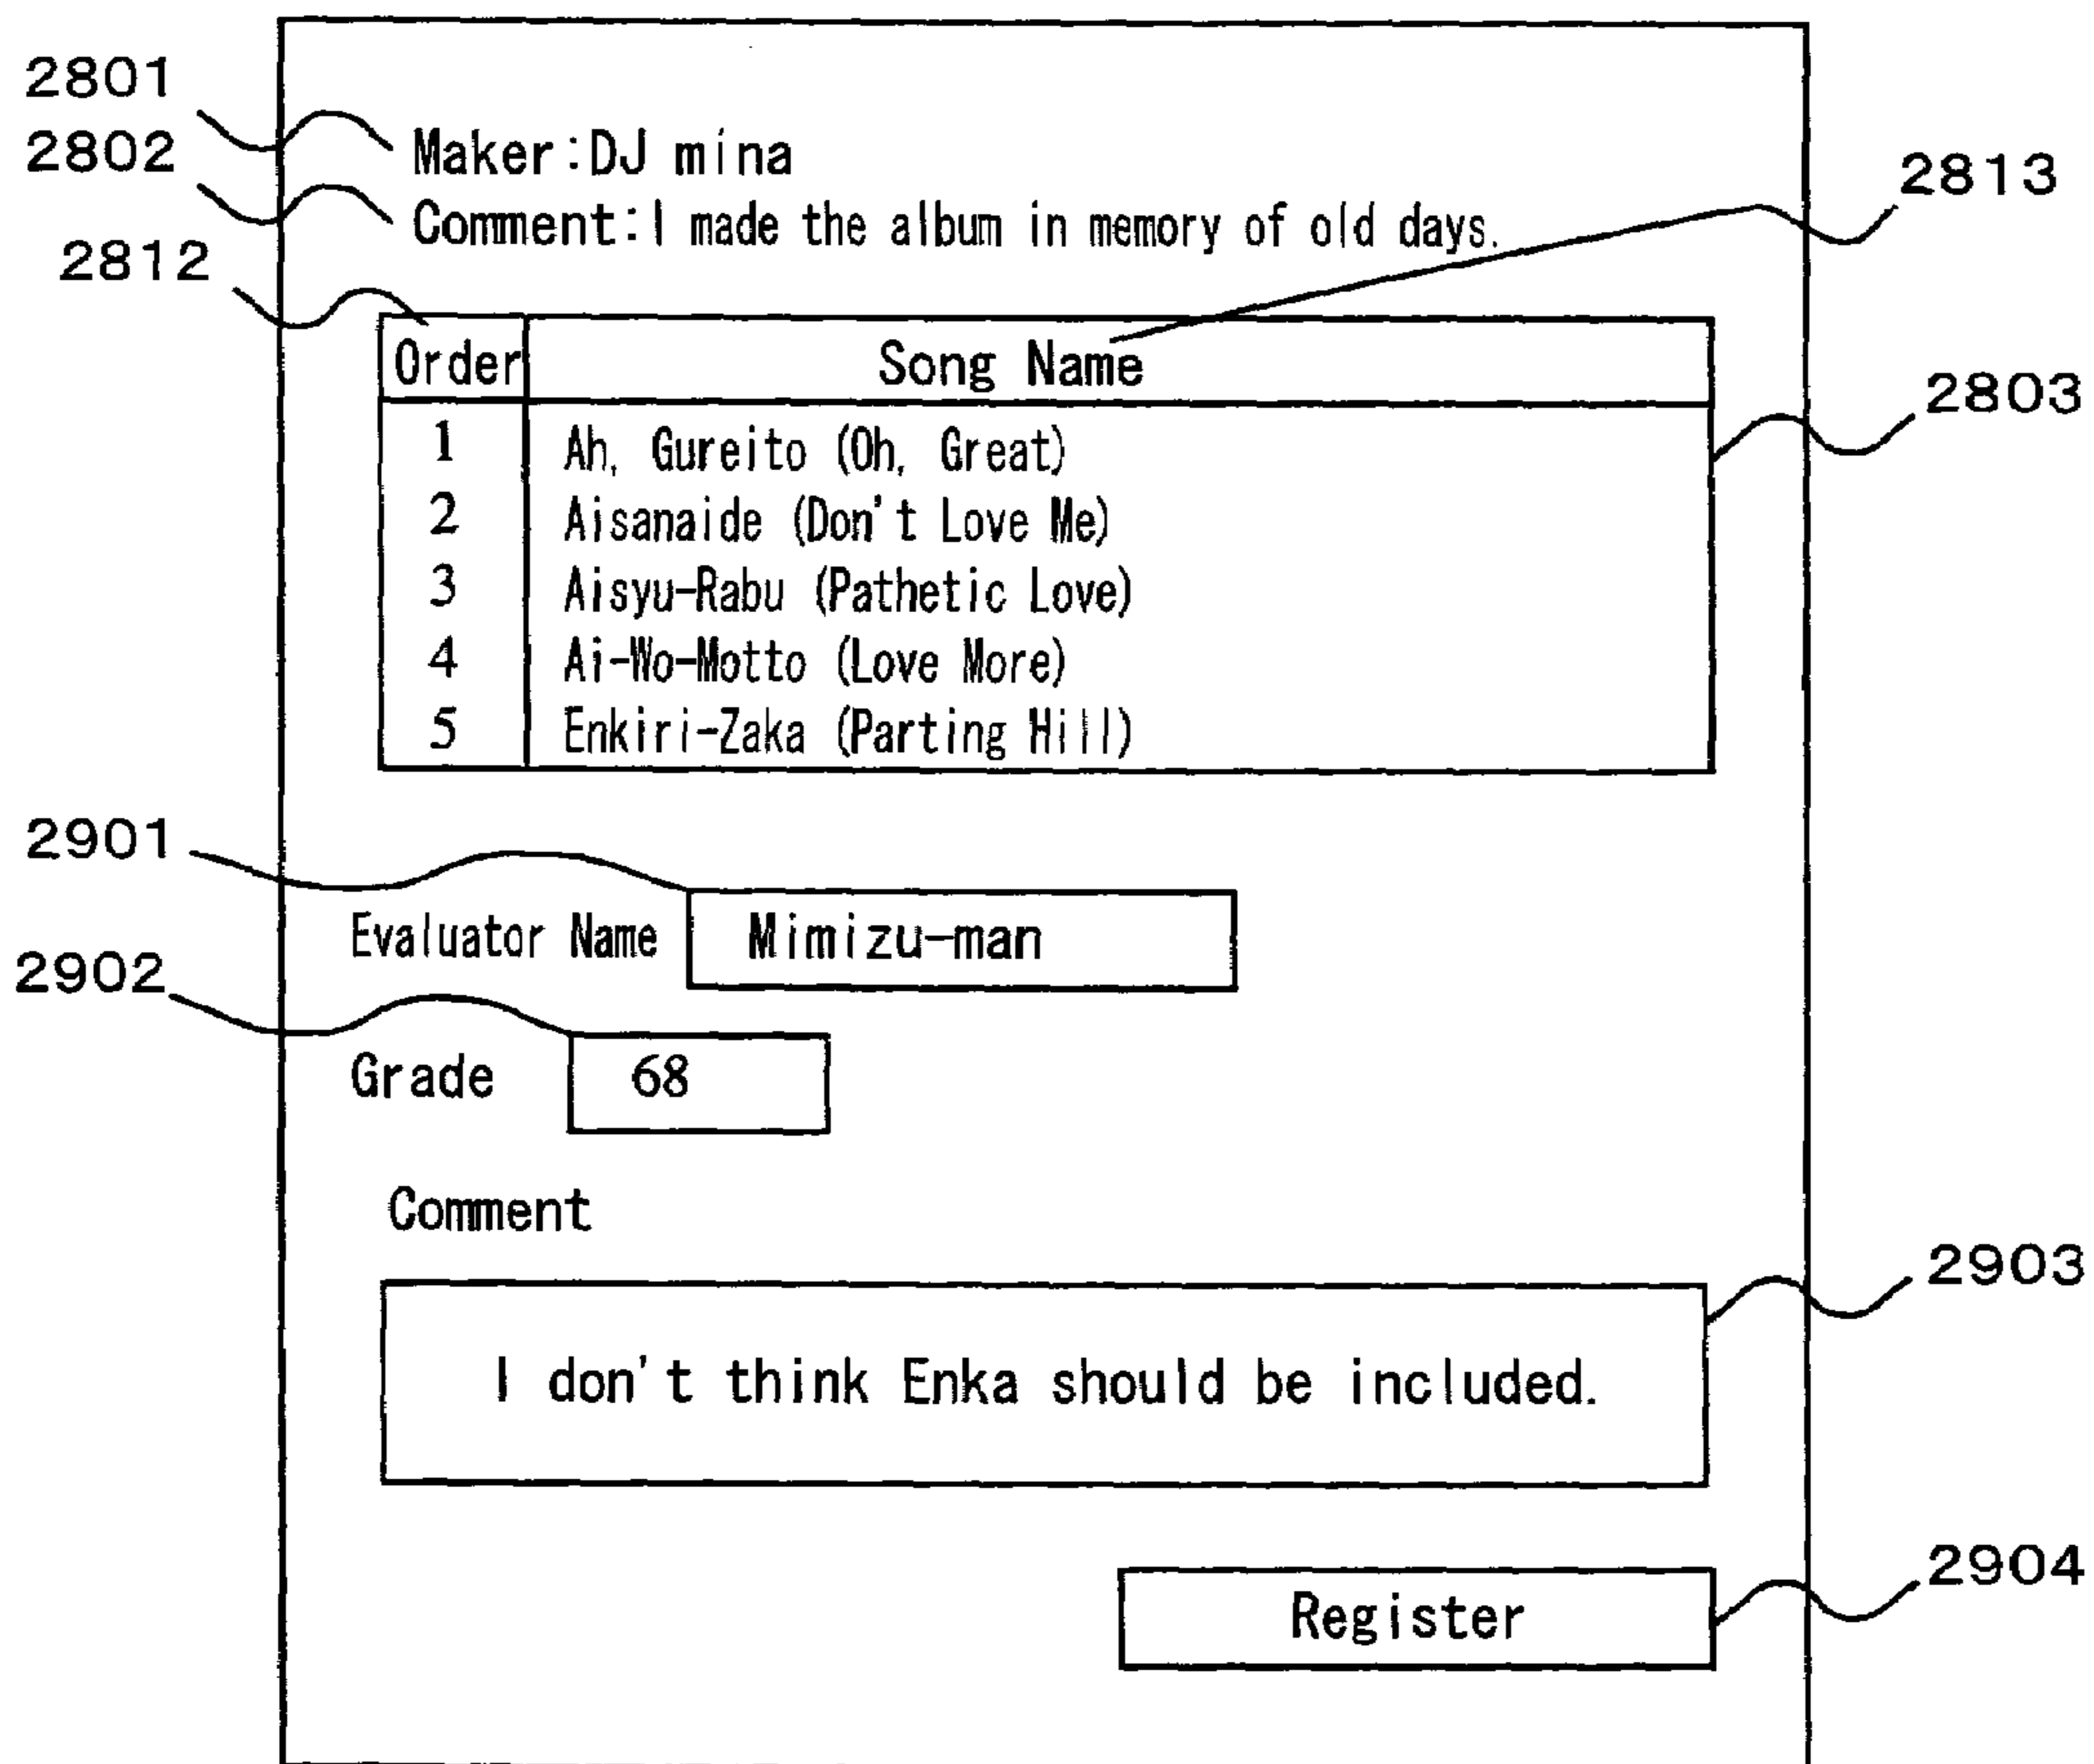 2801
Maker:DJ mina
2802
Comment:I made the album in memory of old days.
2813
2812
Order Song Name
2803
1 Ah, Gureito (Oh, Great)
2 Aisanaide (Don't Love Me)
3 Aisyu-Rabu (Pathetic Love)
4 Ai-Wo-Motto (Love More)
5 Enkiri-Zaka (Parting Hill)
2901
Evaluator Name Mimizu-man
2902
Grade 68
Comment
2903
I don't think Enka should be included.
2904
Register